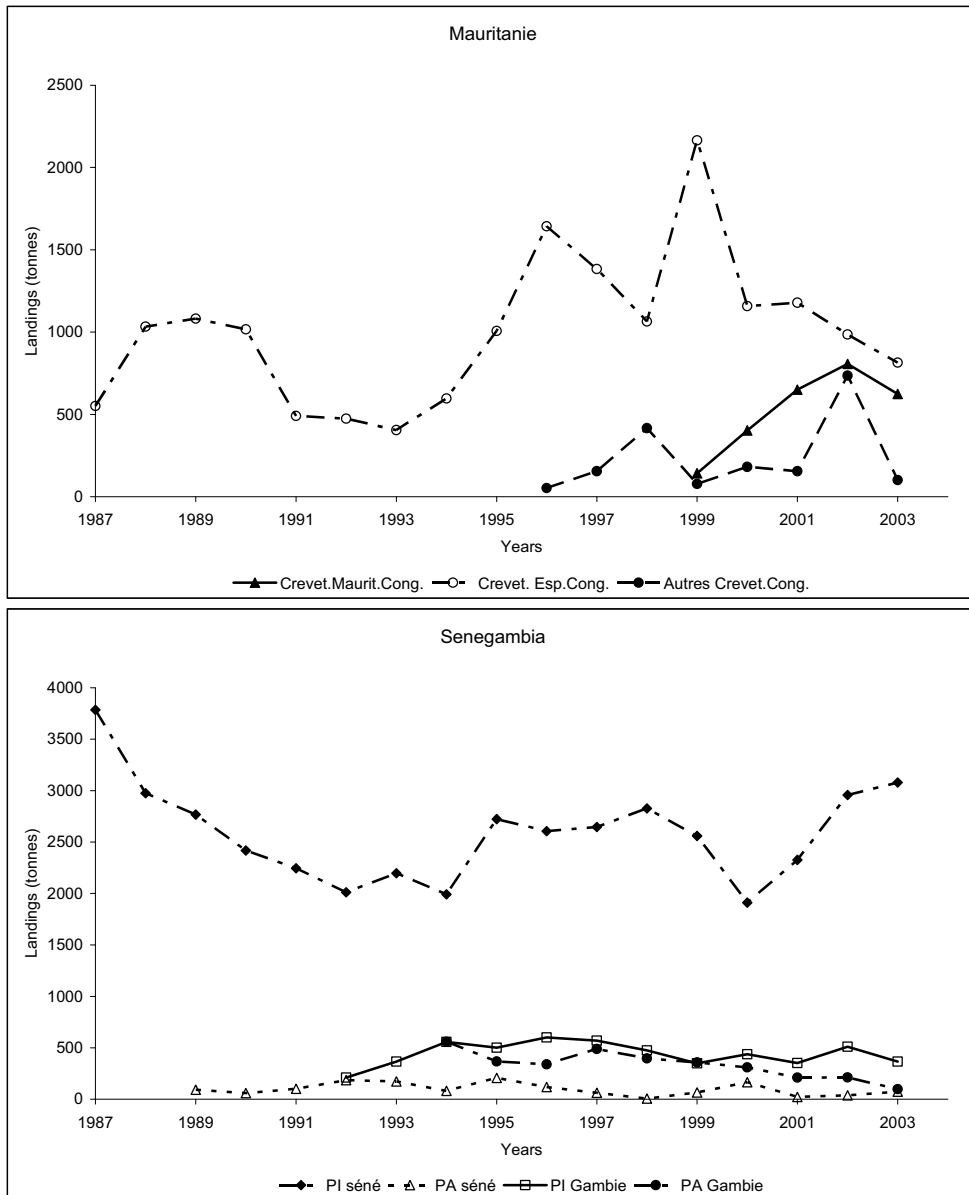 Mauritanie
2500
2000
1500
1000
500
0
Landings (tonnes)
1987 1989 1991 1993 1995 1997 1999 2001 2003
Years
Crevet.Maurit.Cong. Crevet. Esp.Cong. Autres Crevet.Cong.
Senegambia
4000
3500
3000
2500
2000
1500
1000
500
0
Landings (tonnes)
1987 1989 1991 1993 1995 1997 1999 2001 2003
Years
PI séné PA séné PI Gambie PA Gambie